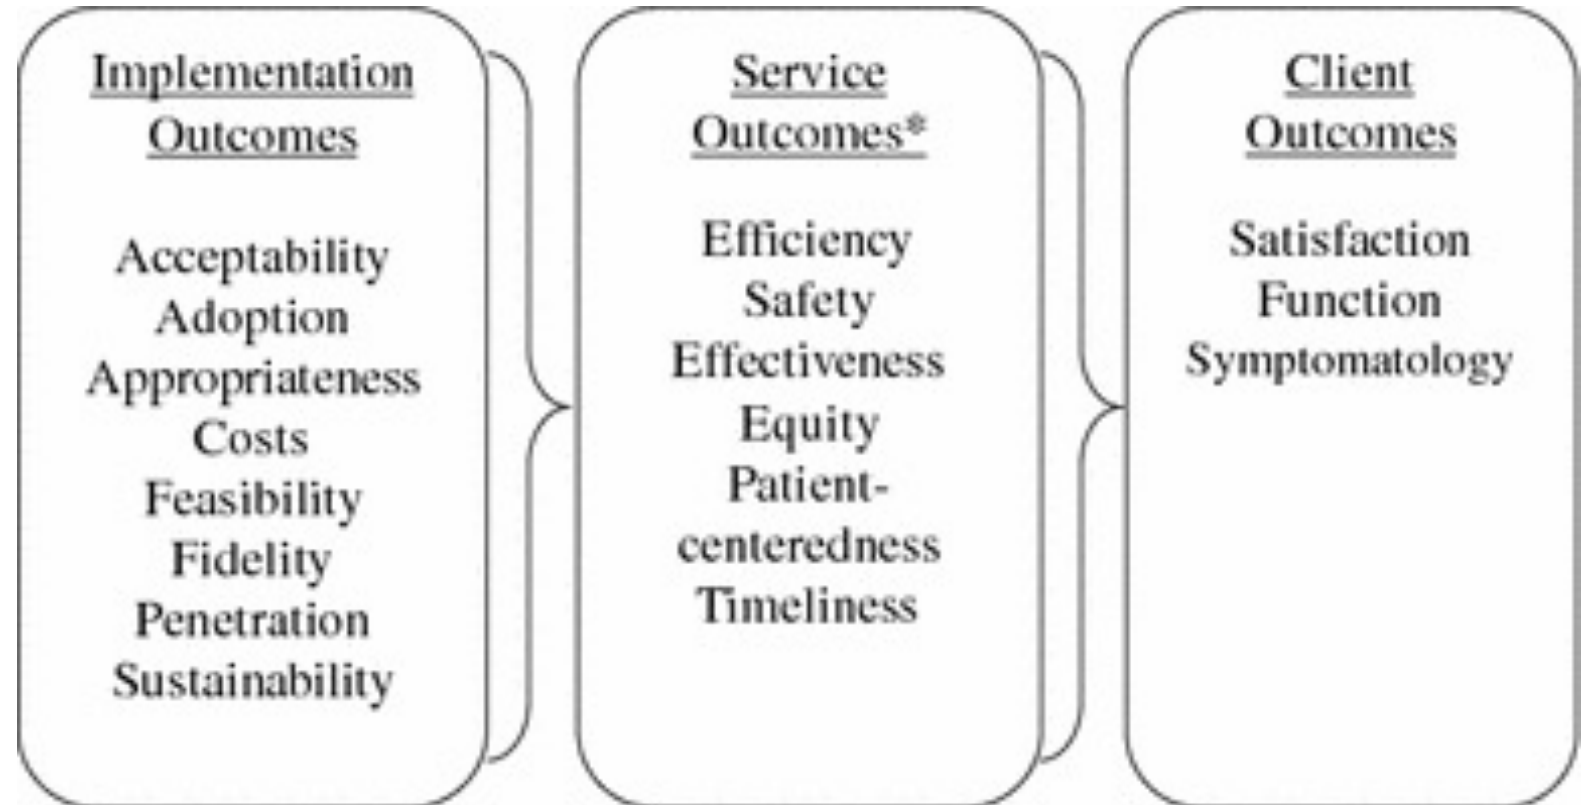 Implementation
Outcomes
Acceptability
Adoption
Appropriateness
Costs
Feasibility
Fidelity
Penetration
Sustainability
Service
Outcomes*
Efficiency
Safety
Effectiveness
Equity
Patient-
centeredness
Timeliness
Client
Outcomes
Satisfaction
Function
Symptomatology